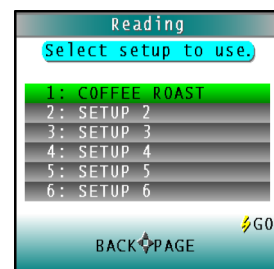 Reading
Select setup to use.
1: COFFEE ROAST
2: SETUP 2
3: SETUP 3
4: SETUP 4
5: SETUP 5
6: SETUP 6
GO
BACK PAGE